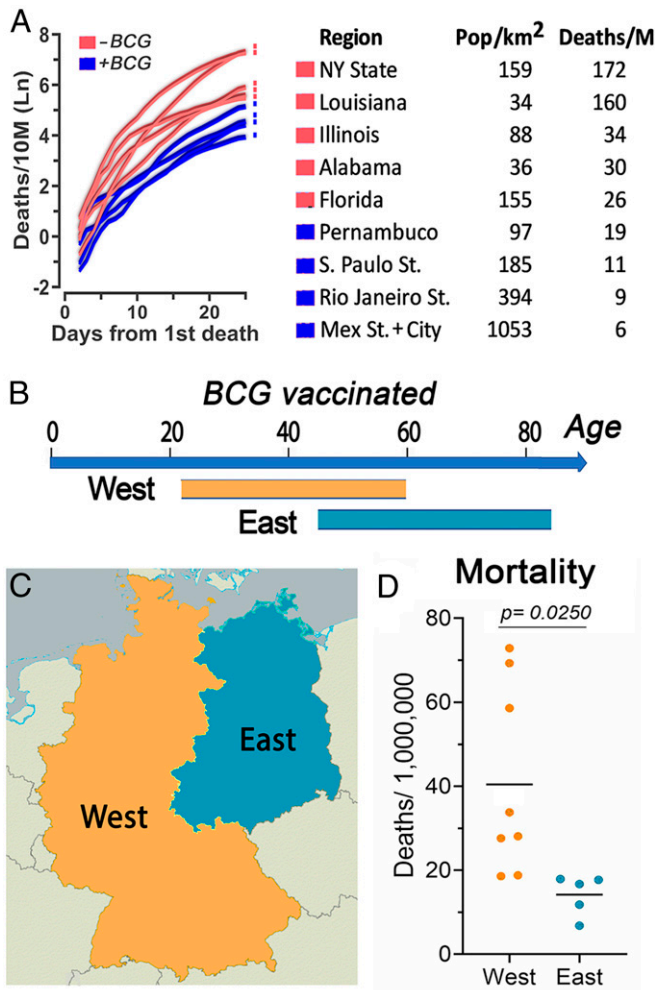 A
–BCG
+BCG
Deaths/10M (Ln)
8
6
4
2
0
-2
0
10
20
Days from 1st death
Region Pop/km2 Deaths/M
NY State 159 172
Louisiana 34 160
Illinois 88 34
Alabama 36 30
Florida 155 26
Pernambuco 97 19
S. Paulo St. 185 11
Rio Janeiro St. 394 9
Mex St. + City 1053 6
B
BCG vaccinated
0 20 40 60 80 Age
West
East
C
East
West
D
Mortality
p= 0.0250
Deaths/ 1,000,000
80
60
40
20
0
West East